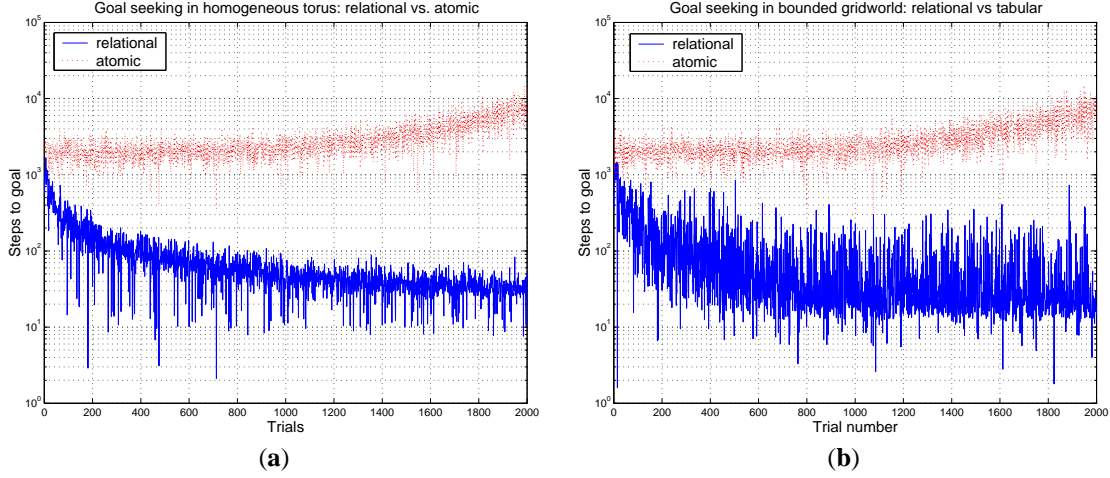 Goal seeking in homogeneous torus: relational vs. atomic
10^5
relational
atomic
10^4
10^3
10^2
10^1
10^0
Steps to goal
0 200 400 600 800 1000 1200 1400 1600 1800 2000
Trials
(a)
Goal seeking in bounded gridworld: relational vs tabular
10^5
relational
atomic
10^4
10^3
10^2
10^1
10^0
Steps to goal
0 200 400 600 800 1000 1200 1400 1600 1800 2000
Trial number
(b)